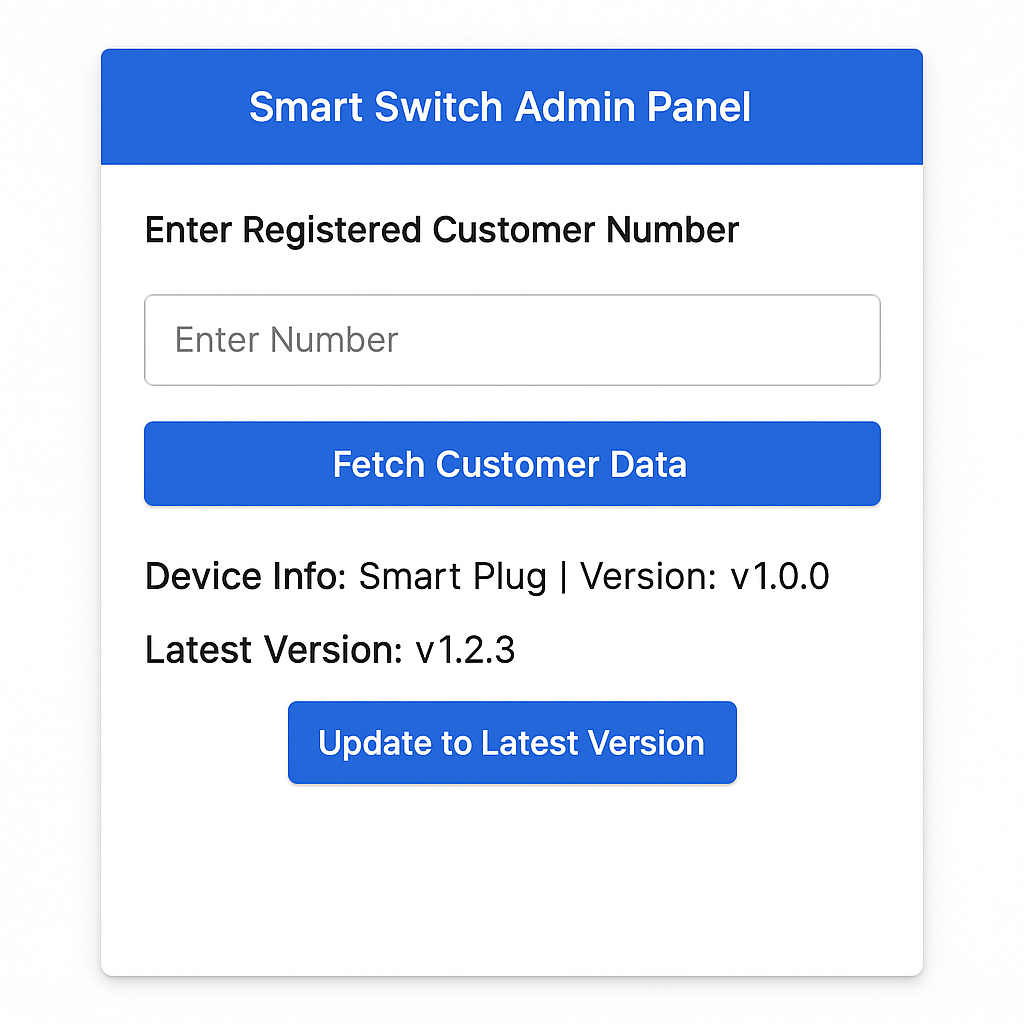 Smart Switch Admin Panel
Enter Registered Customer Number
Enter Number
Fetch Customer Data
Device Info: Smart Plug | Version: v1.0.0
Latest Version: v1.2.3
Update to Latest Version